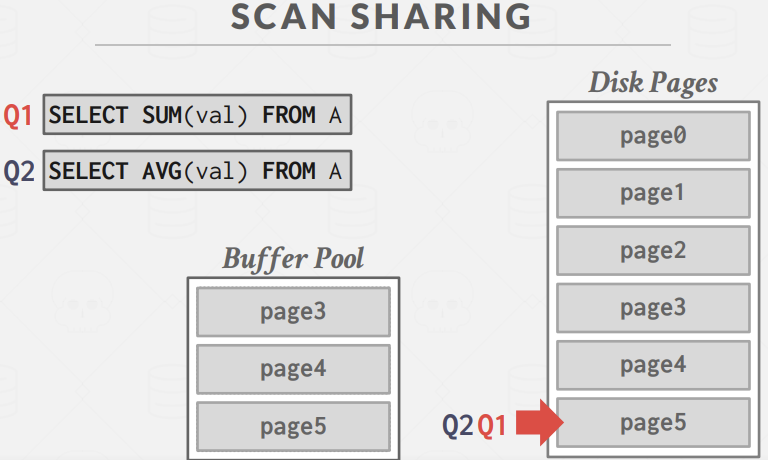 SCAN SHARING
Q1 SELECT SUM(val) FROM A
Q2 SELECT AVG(val) FROM A
Buffer Pool
page3
page4
page5
Disk Pages
page0
page1
page2
page3
page4
Q2 Q1 page5